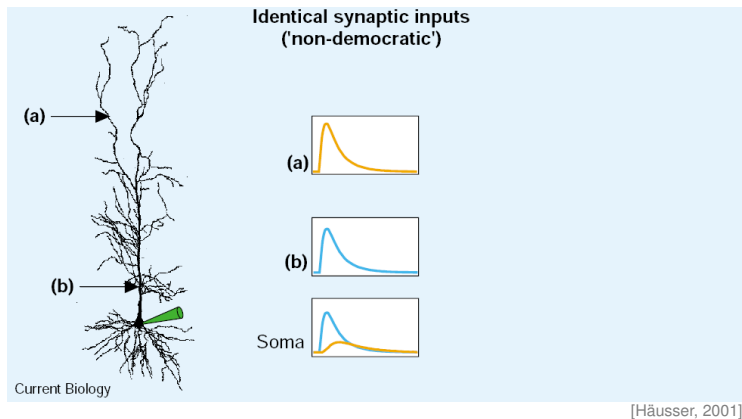 Identical synaptic inputs
('non-democratic')
(a)
(a)
(b)
(b)
Soma
Current Biology
[Häusser, 2001]